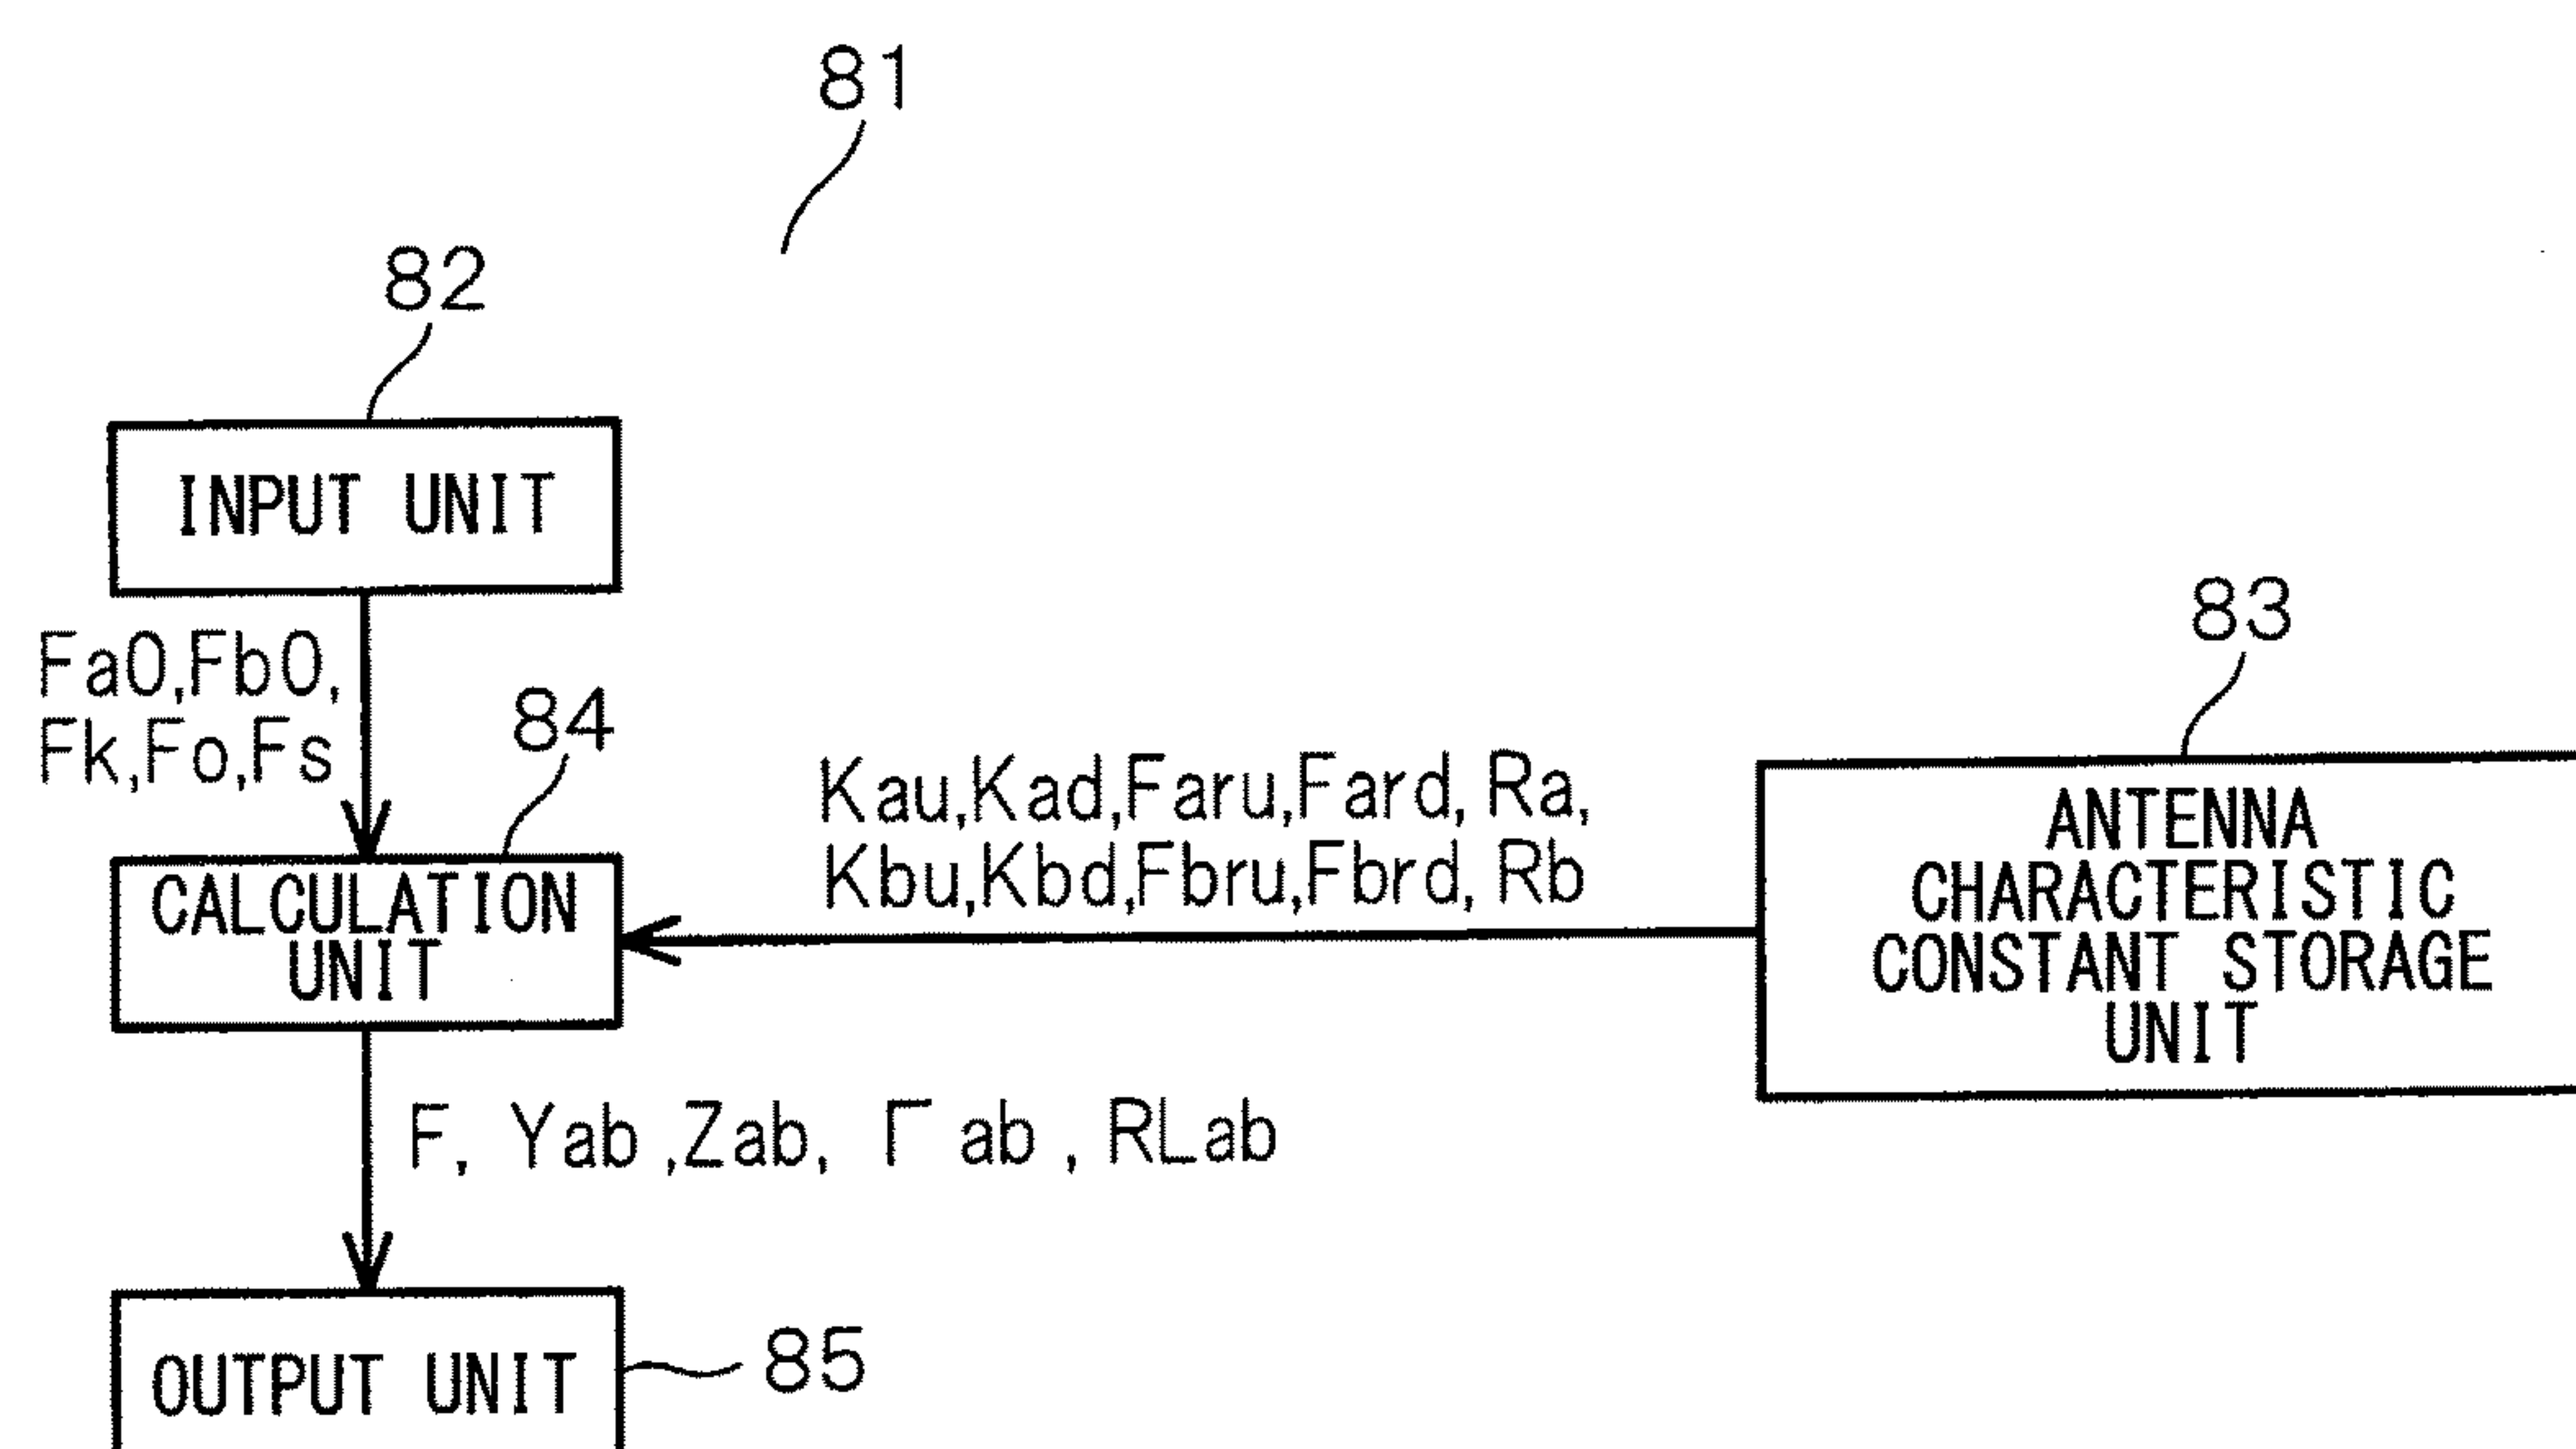 81
82
INPUT UNIT
Fa0,Fb0,
Fk,Fo,Fs
83
84
Kau,Kad,Faru,Fard,Ra,
Kbu,Kbd,Fbru,Fbrd,Rb
ANTENNA
CHARACTERISTIC
CONSTANT STORAGE
UNIT
CALCULATION
UNIT
F, Yab ,Zab, Γab , RLab
OUTPUT UNIT
85